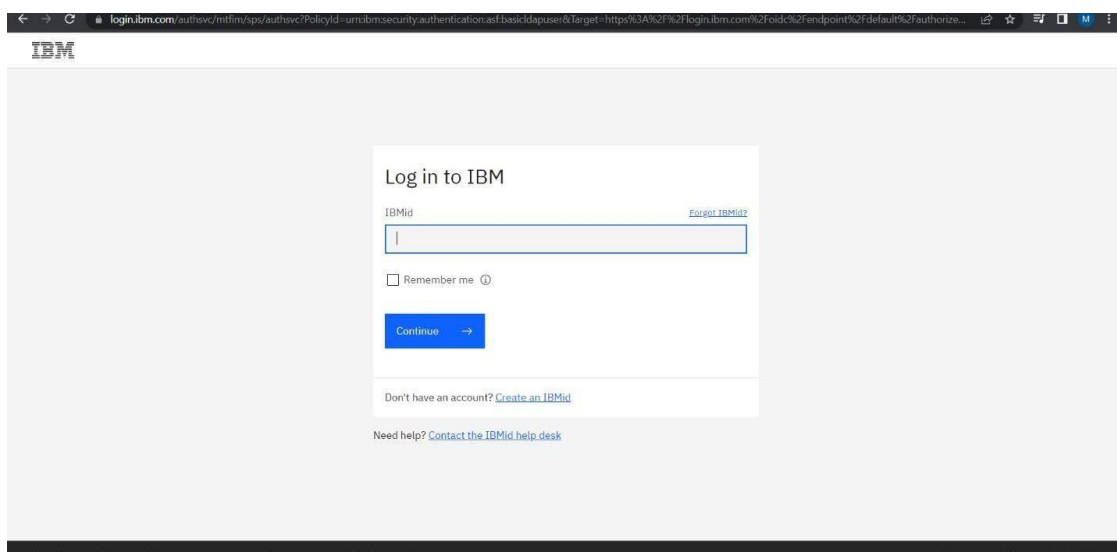 login.ibm.com/authsvc/mtfim/sps/authsvc?PolicyId=urn:ibm:security:authentication:asf:basicldapuser&Target=https%3A%2F%2Flogin.ibm.com%2Foidc%2Fendpoint%2Fdefault%2Fauthorize... M
IBM
Log in to IBM
IBMid Forgot IBMid?
Remember me
Continue →
Don't have an account? Create an IBMid
Need help? Contact the IBMid help desk